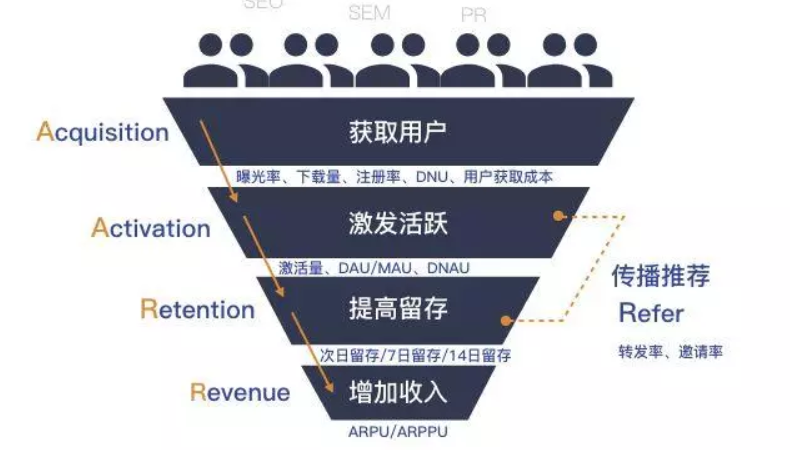 SEO
SEM
PR
Acquisition
获取用户
曝光率、下载量、注册率、DNU、用户获取成本
Activation
激发活跃
激活量、DAU/MAU、DNAU
Retention
提高留存
次日留存/7日留存/14日留存
Revenue
增加收入
ARPU/ARPPU
传播推荐
Refer
转发率、邀请率